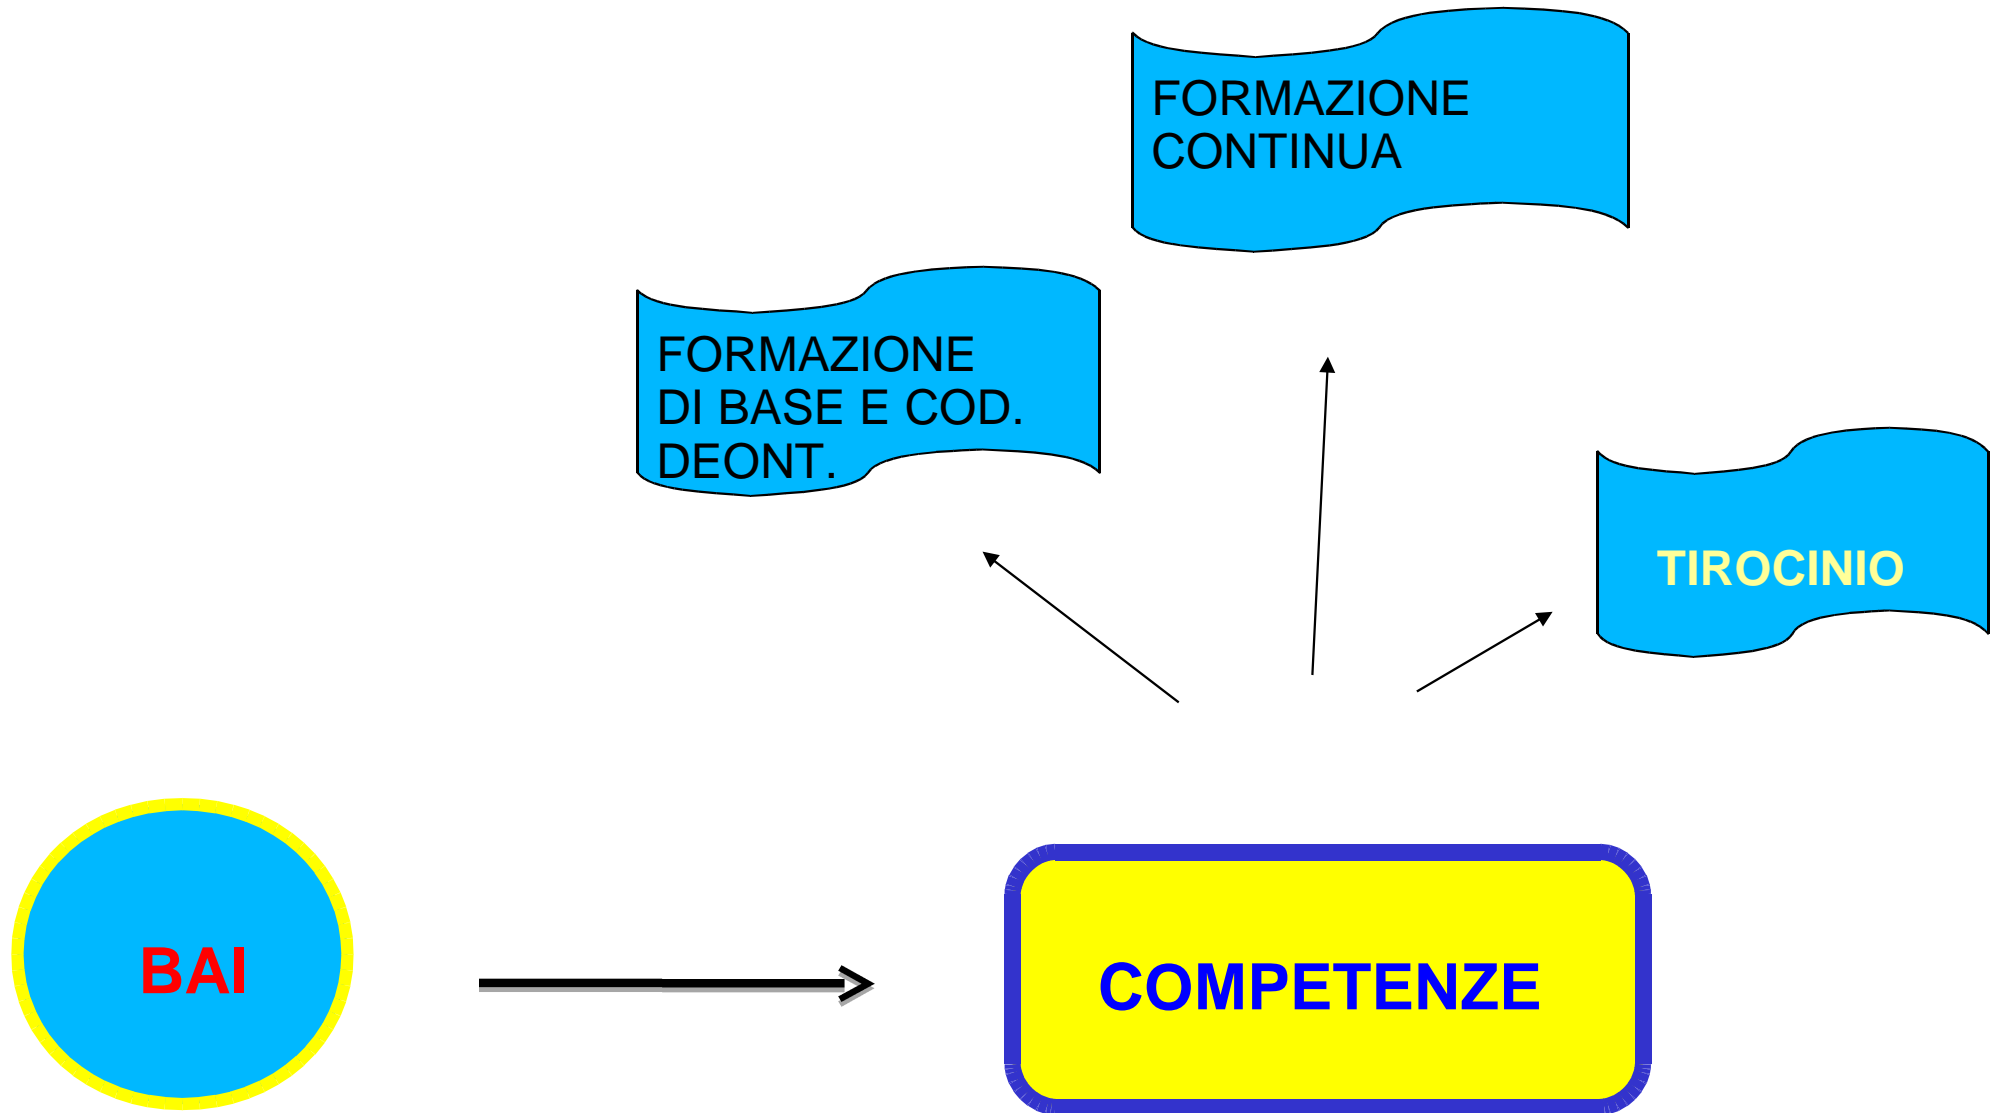 FORMAZIONE
CONTINUA
FORMAZIONE
DI BASE E COD.
DEONT.
TIROCINIO
BAI
COMPETENZE